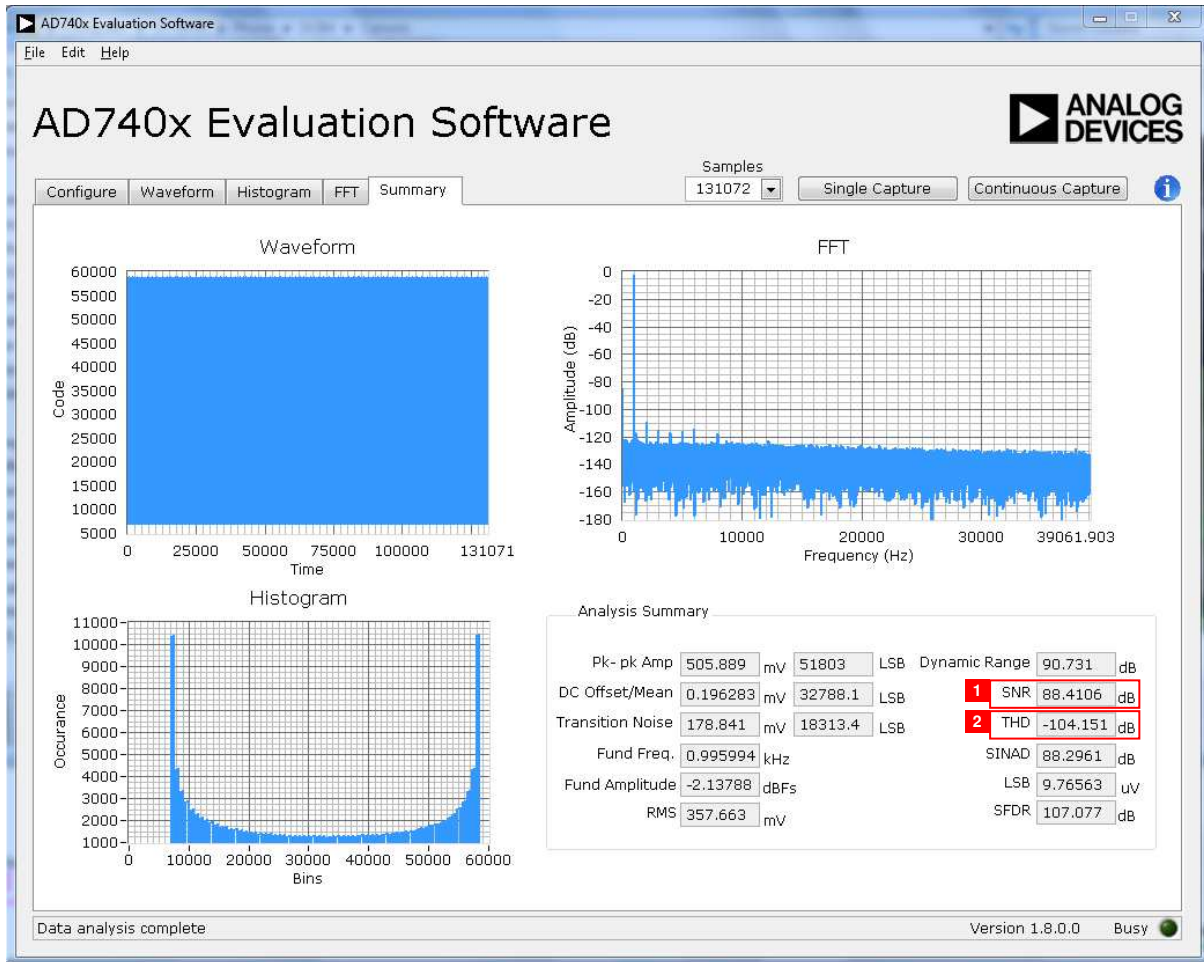 AD740x Evaluation Software
File Edit Help
AD740x Evaluation Software
ANALOG
DEVICES
Configure Waveform Histogram FFT Summary
Samples
131072
Single Capture
Continuous Capture
i
Waveform
60000
55000
50000
45000
40000
35000
30000
25000
20000
15000
10000
5000
Code
0 25000 50000 75000 100000 131071
Time
FFT
0
-20
-40
-60
-80
-100
-120
-140
-160
-180
Amplitude (dB)
0 10000 20000 30000 39061.903
Frequency (Hz)
Histogram
11000
10000
9000
8000
7000
6000
5000
4000
3000
2000
1000
Occurance
0 10000 20000 30000 40000 50000 60000
Bins
Analysis Summary
Pk- pk Amp 505.889 mV 51803 LSB
DC Offset/Mean 0.196283 mV 32788.1 LSB
Transition Noise 178.841 mV 18313.4 LSB
Fund Freq. 0.995994 kHz
Fund Amplitude -2.13788 dBFs
RMS 357.663 mV
Dynamic Range 90.731 dB
1 SNR 88.4106 dB
2 THD -104.151 dB
SINAD 88.2961 dB
LSB 9.76563 uV
SFDR 107.077 dB
Data analysis complete
Version 1.8.0.0 Busy